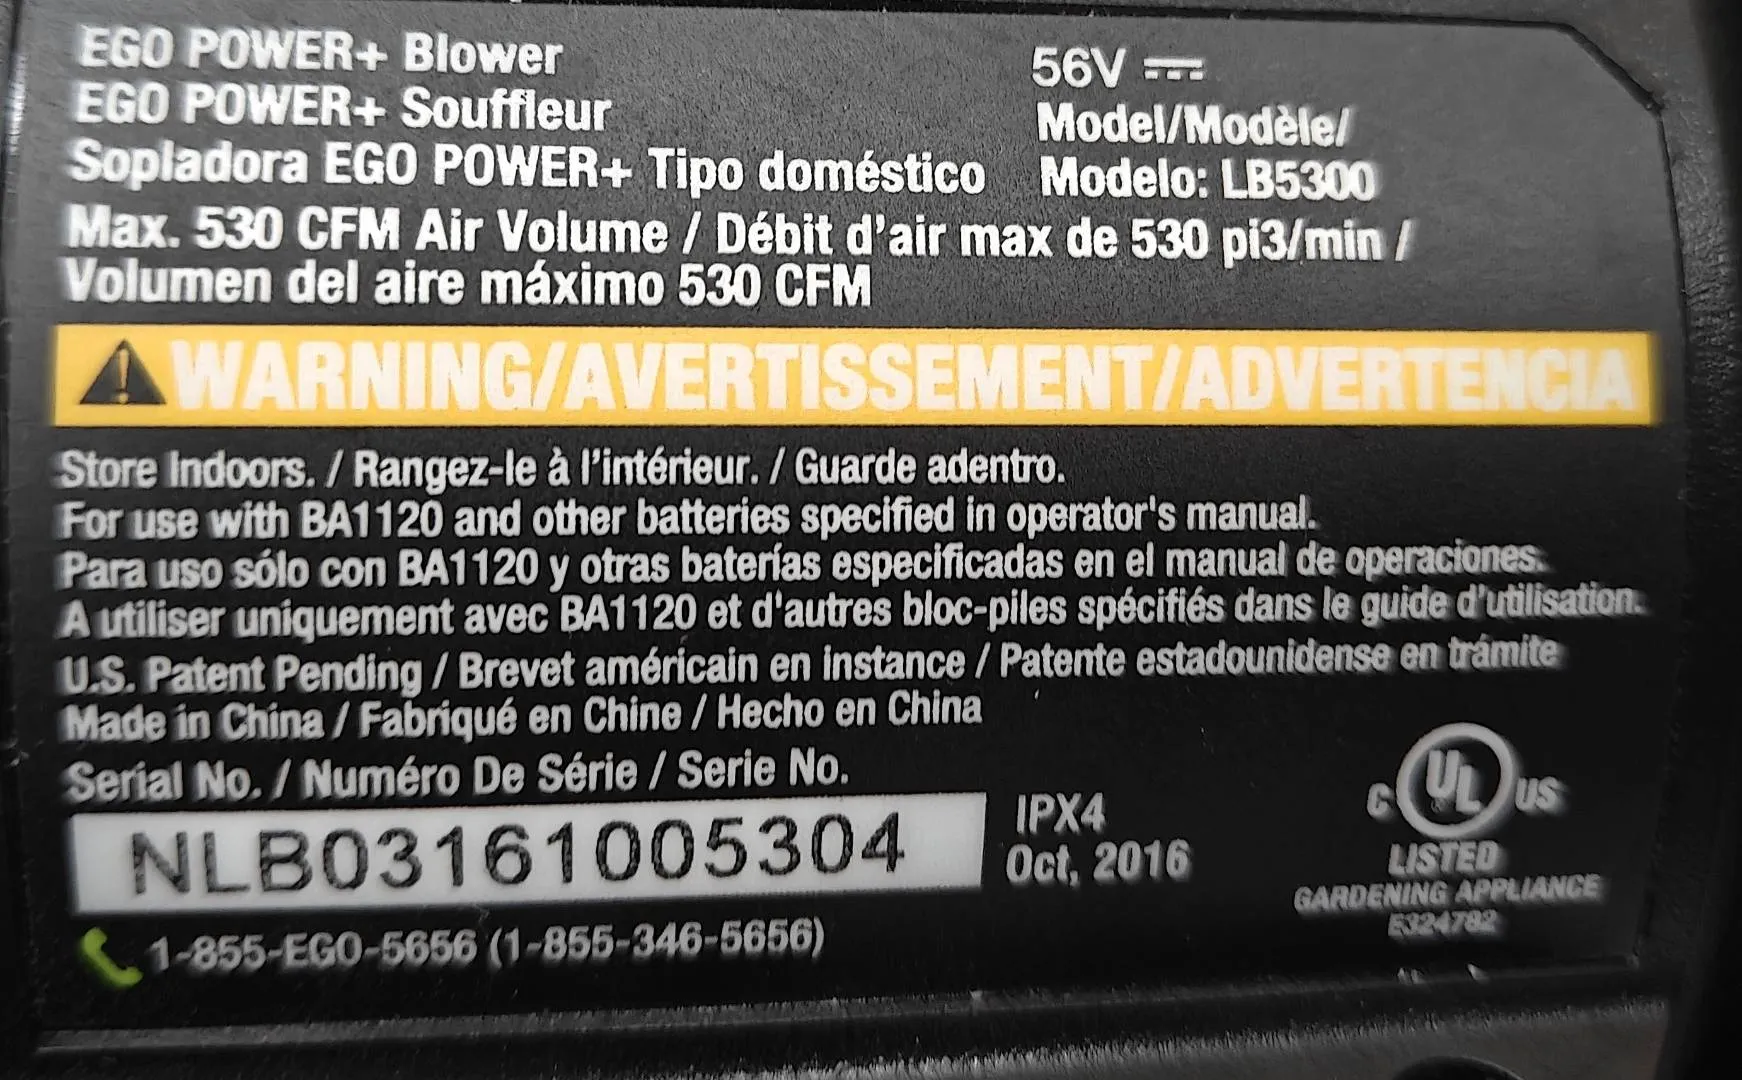 EGO POWER+ Blower
EGO POWER+ Souffleur
Sopladora EGO POWER+ Tipo doméstico
56V
Model/Modèle/
Modelo: LB5300
Max. 530 CFM Air Volume / Débit d'air max de 530 pi3/min /
Volumen del aire máximo 530 CFM
WARNING/AVERTISSEMENT/ADVERTENCIA
Store Indoors. / Rangez-le à l'intérieur. / Guarde adentro.
For use with BA1120 and other batteries specified in operator's manual.
Para uso sólo con BA1120 y otras baterías especificadas en el manual de operaciones.
A utiliser uniquement avec BA1120 et d'autres bloc-piles spécifiés dans le guide d'utilisation.
U.S. Patent Pending / Brevet américain en instance / Patente estadounidense en trámite
Made in China / Fabriqué en Chine / Hecho en China
Serial No. / Numéro De Série / Serie No.
NLB03161005304
IPX4
Oct, 2016
C UL US
LISTED
GARDENING APPLIANCE
E324782
1-855-EGO-5656 (1-855-346-5656)